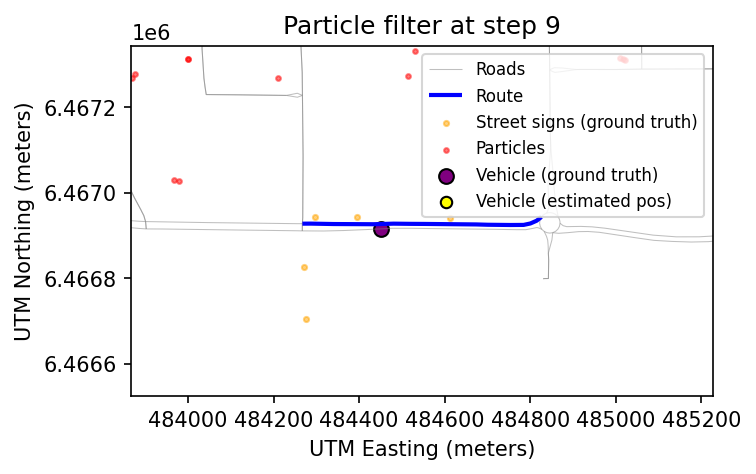 Particle filter at step 9
1e6
Roads
Route
Street signs (ground truth)
Particles
Vehicle (ground truth)
Vehicle (estimated pos)
6.4672
6.4670
6.4668
6.4666
UTM Northing (meters)
484000 484200 484400 484600 484800 485000 485200
UTM Easting (meters)